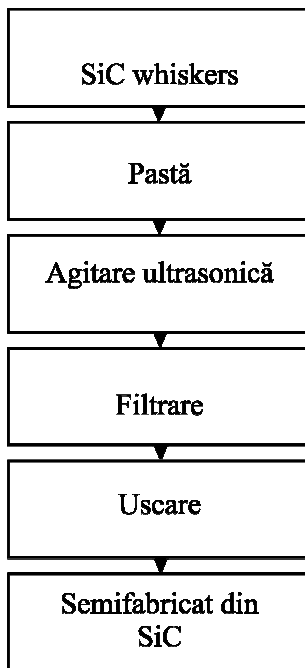 SiC whiskers
Pastă
Agitare ultrasonică
Filtrare
Uscare
Semifabricat din
SiC